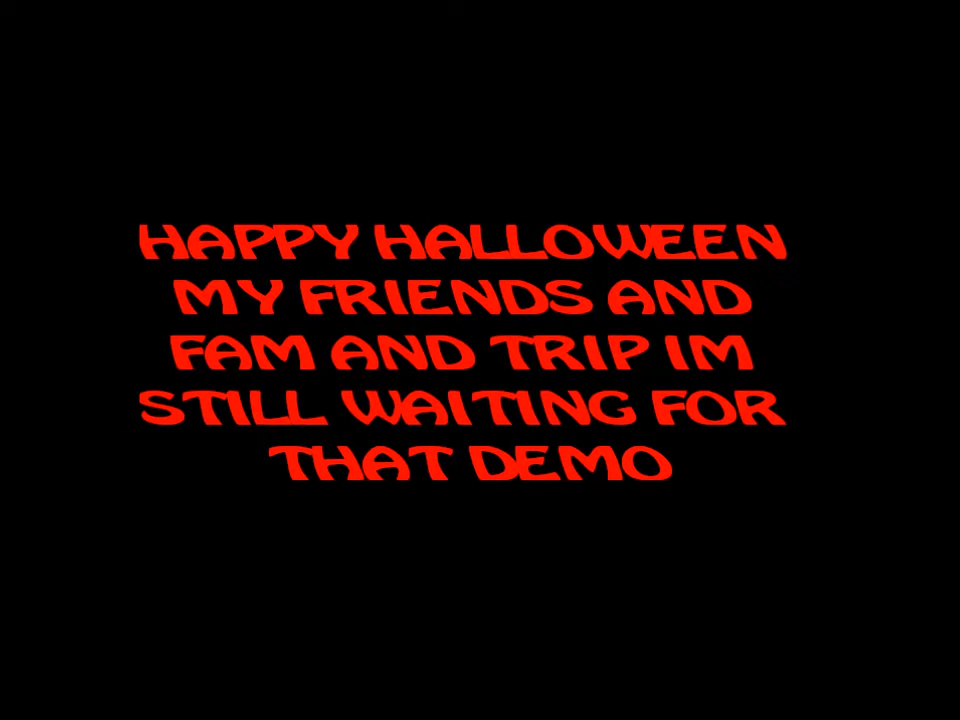 HAPPY HALLOWEEN
MY FRIENDS AND
FAM AND TRIP IM
STILL WAITING FOR
THAT DEMO